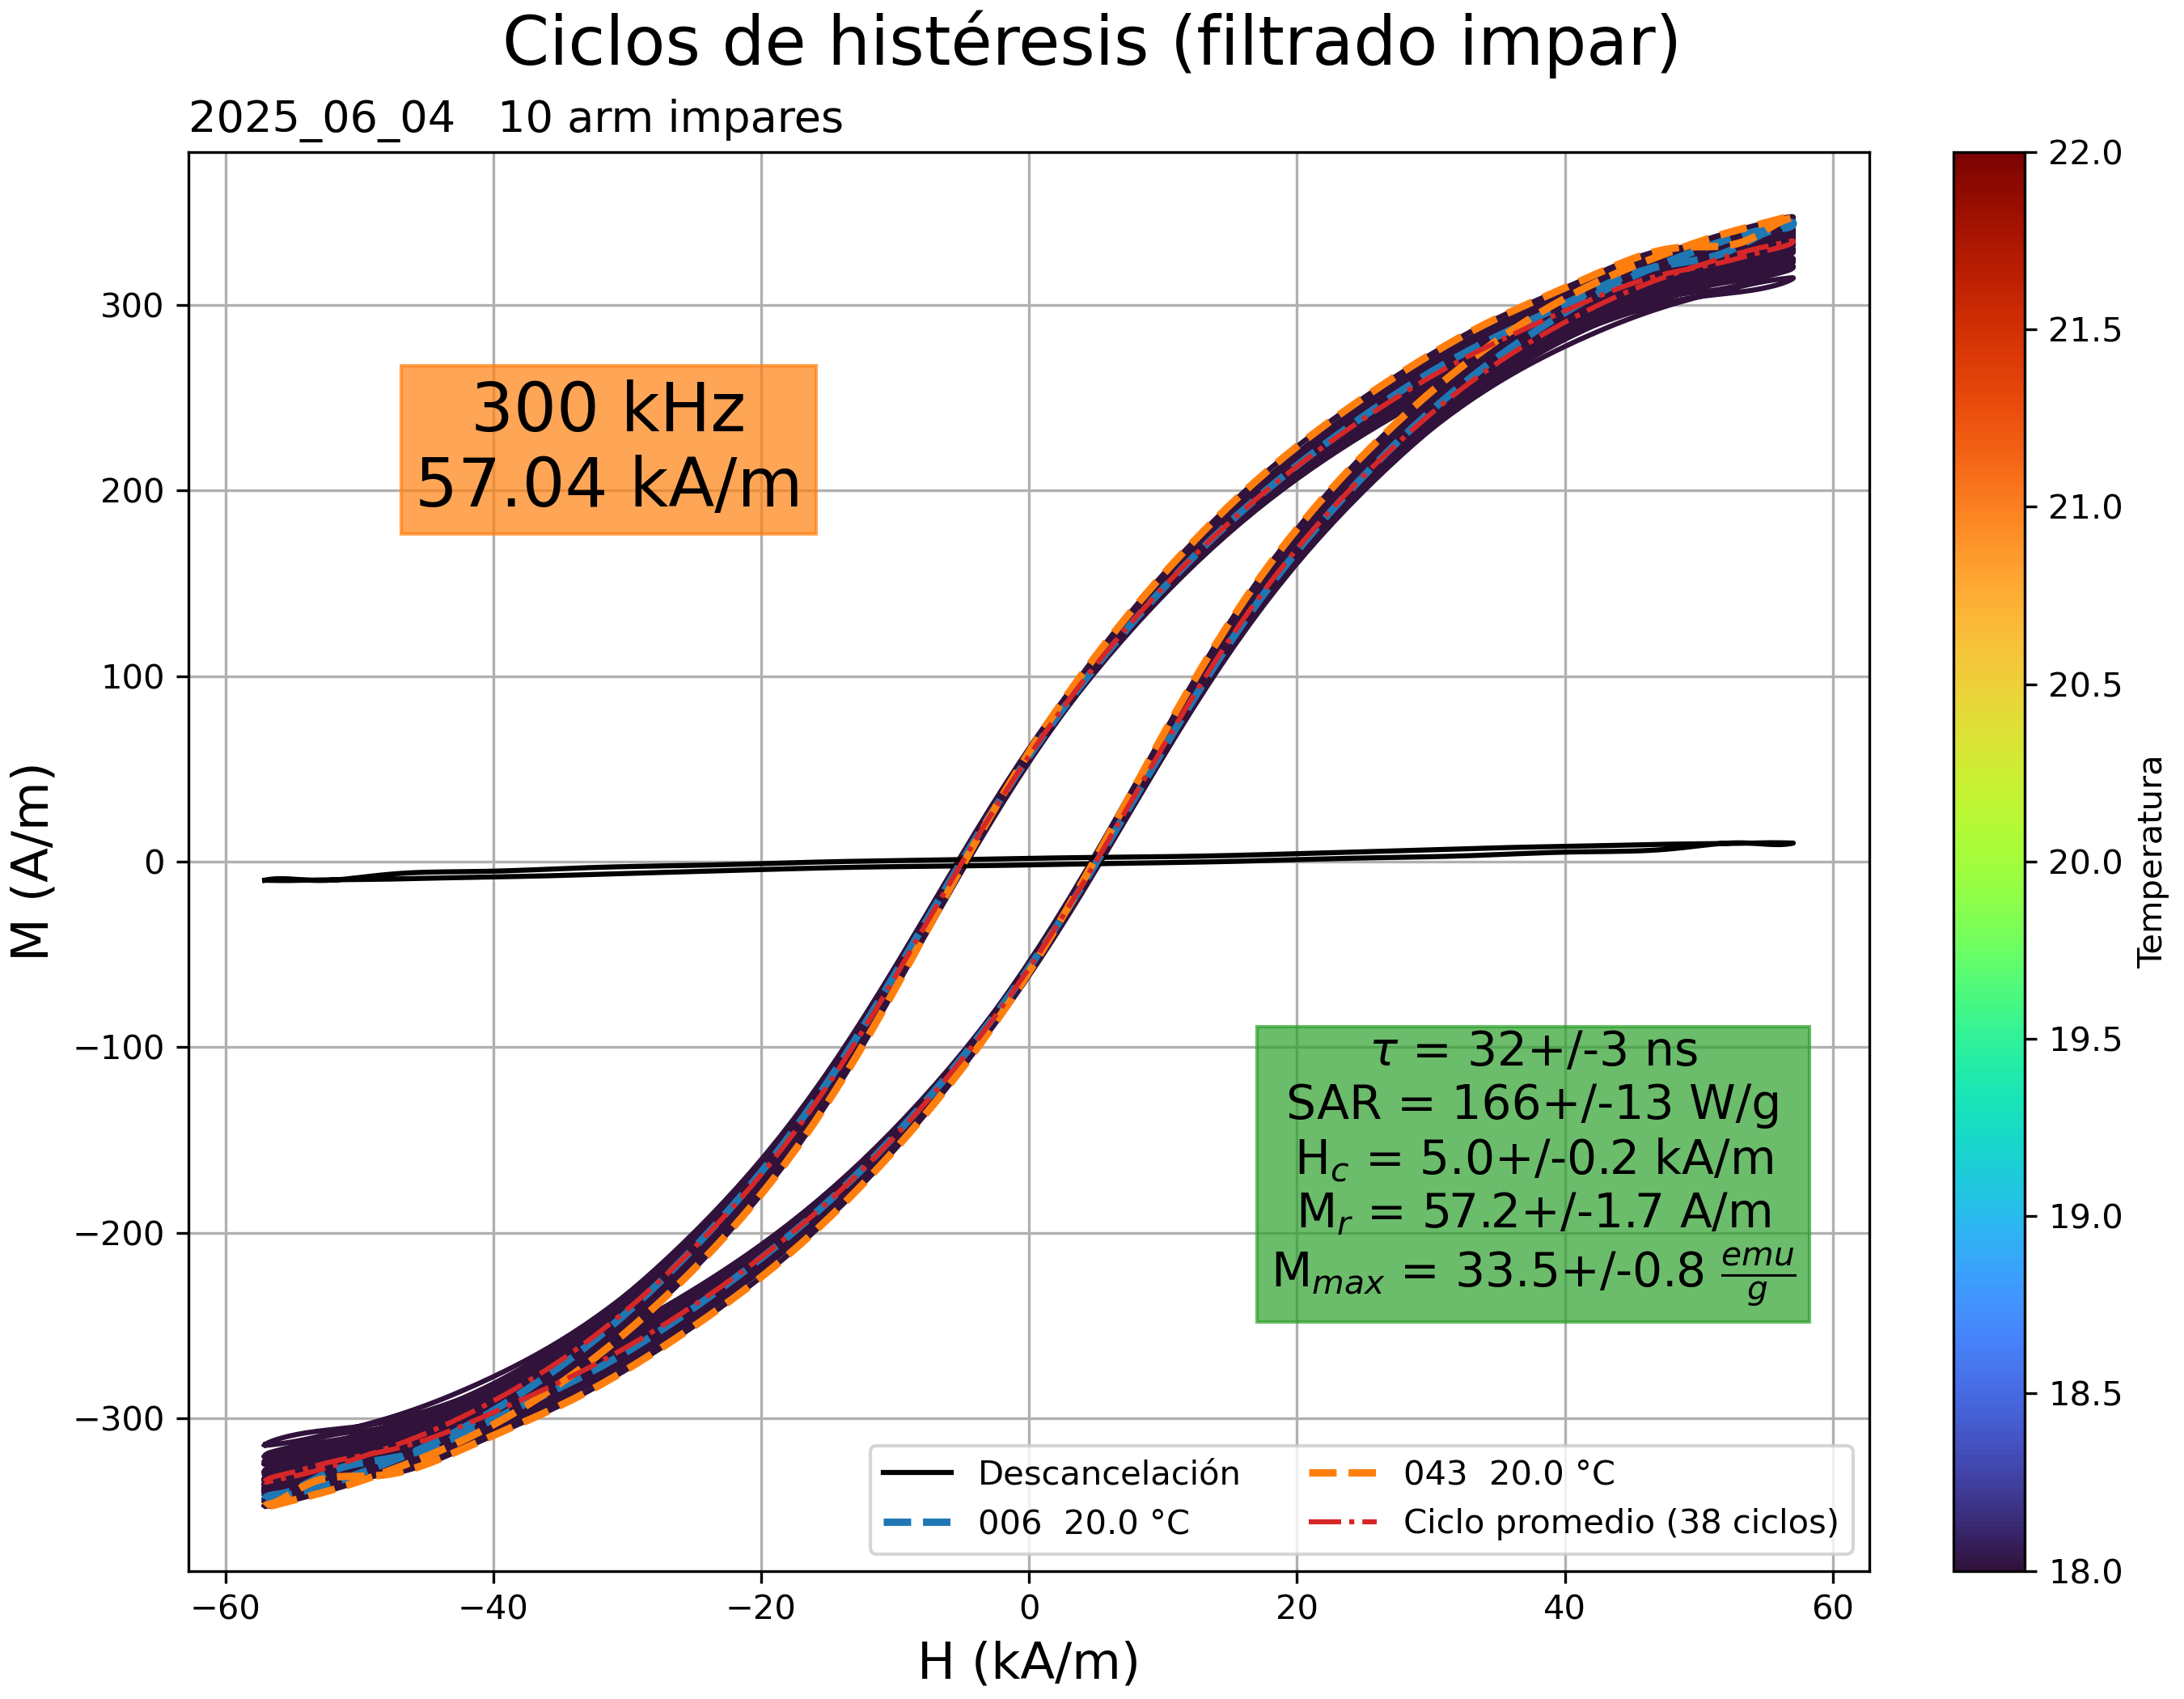 Ciclos de histéresis (filtrado impar)
2025_06_04   10 arm impares
300 kHz
57.04 kA/m
τ = 32+/-3 ns
SAR = 166+/-13 W/g
H_c = 5.0+/-0.2 kA/m
M_r = 57.2+/-1.7 A/m
M_max = 33.5+/-0.8 emu/g
Descancelación
006  20.0 °C
043  20.0 °C
Ciclo promedio (38 ciclos)
M (A/m)
300
200
100
0
−100
−200
−300
−60
−40
−20
0
20
40
60
H (kA/m)
22.0
21.5
21.0
20.5
20.0
19.5
19.0
18.5
18.0
Temperatura